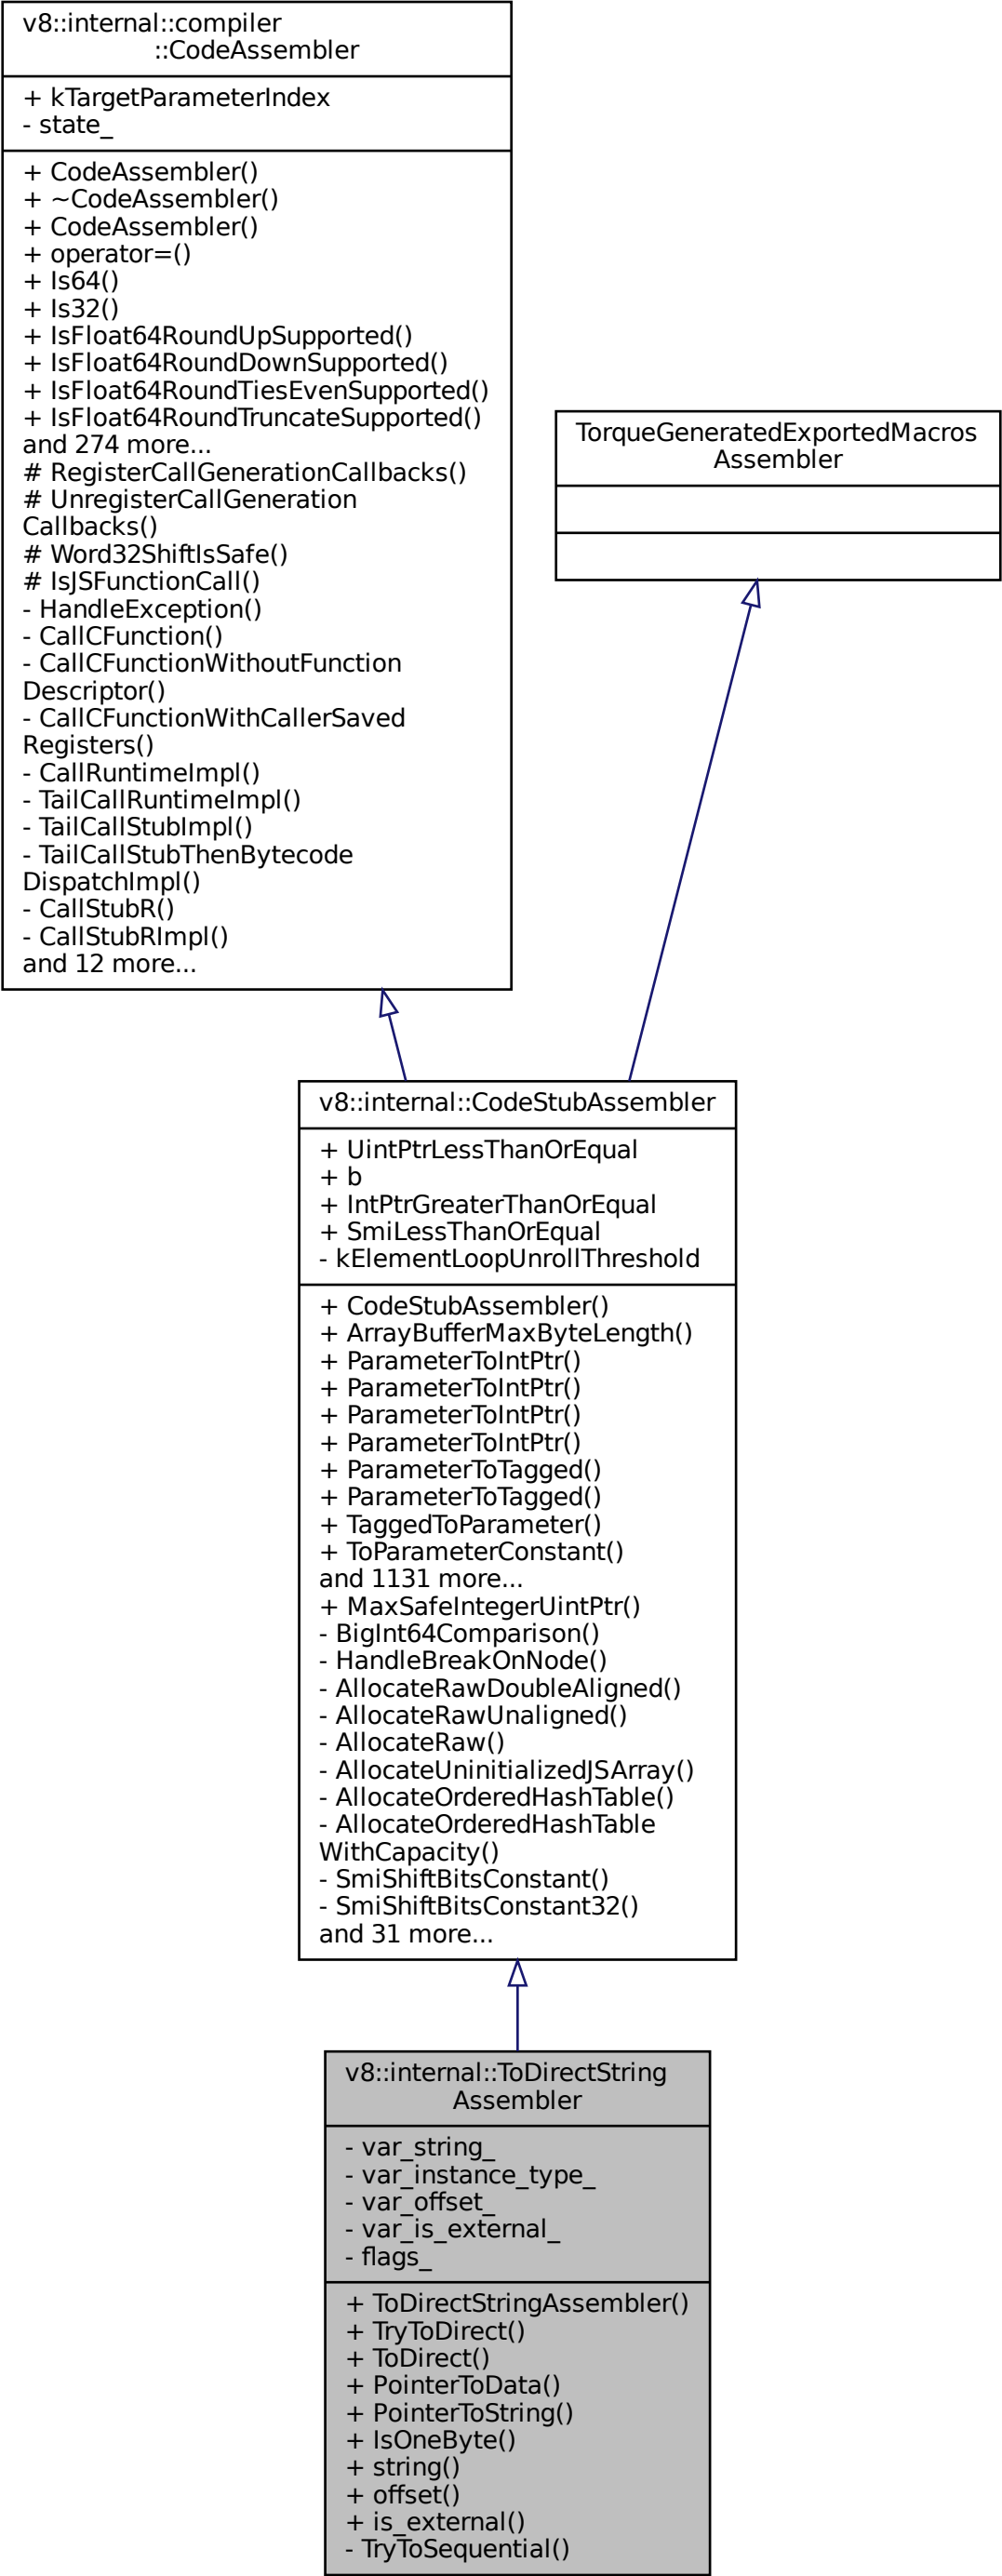 v8::internal::compiler
::CodeAssembler
+ kTargetParameterIndex
- state_
+ CodeAssembler()
+ ~CodeAssembler()
+ CodeAssembler()
+ operator=()
+ Is64()
+ Is32()
+ IsFloat64RoundUpSupported()
+ IsFloat64RoundDownSupported()
+ IsFloat64RoundTiesEvenSupported()
+ IsFloat64RoundTruncateSupported()
and 274 more...
# RegisterCallGenerationCallbacks()
# UnregisterCallGeneration
Callbacks()
# Word32ShiftIsSafe()
# IsJSFunctionCall()
- HandleException()
- CallCFunction()
- CallCFunctionWithoutFunction
Descriptor()
- CallCFunctionWithCallerSaved
Registers()
- CallRuntimeImpl()
- TailCallRuntimeImpl()
- TailCallStubImpl()
- TailCallStubThenBytecode
DispatchImpl()
- CallStubR()
- CallStubRImpl()
and 12 more...
TorqueGeneratedExportedMacros
Assembler
v8::internal::CodeStubAssembler
+ UintPtrLessThanOrEqual
+ b
+ IntPtrGreaterThanOrEqual
+ SmiLessThanOrEqual
- kElementLoopUnrollThreshold
+ CodeStubAssembler()
+ ArrayBufferMaxByteLength()
+ ParameterToIntPtr()
+ ParameterToIntPtr()
+ ParameterToIntPtr()
+ ParameterToIntPtr()
+ ParameterToTagged()
+ ParameterToTagged()
+ TaggedToParameter()
+ ToParameterConstant()
and 1131 more...
+ MaxSafeIntegerUintPtr()
- BigInt64Comparison()
- HandleBreakOnNode()
- AllocateRawDoubleAligned()
- AllocateRawUnaligned()
- AllocateRaw()
- AllocateUninitializedJSArray()
- AllocateOrderedHashTable()
- AllocateOrderedHashTable
WithCapacity()
- SmiShiftBitsConstant()
- SmiShiftBitsConstant32()
and 31 more...
v8::internal::ToDirectString
Assembler
- var_string_
- var_instance_type_
- var_offset_
- var_is_external_
- flags_
+ ToDirectStringAssembler()
+ TryToDirect()
+ ToDirect()
+ PointerToData()
+ PointerToString()
+ IsOneByte()
+ string()
+ offset()
+ is_external()
- TryToSequential()